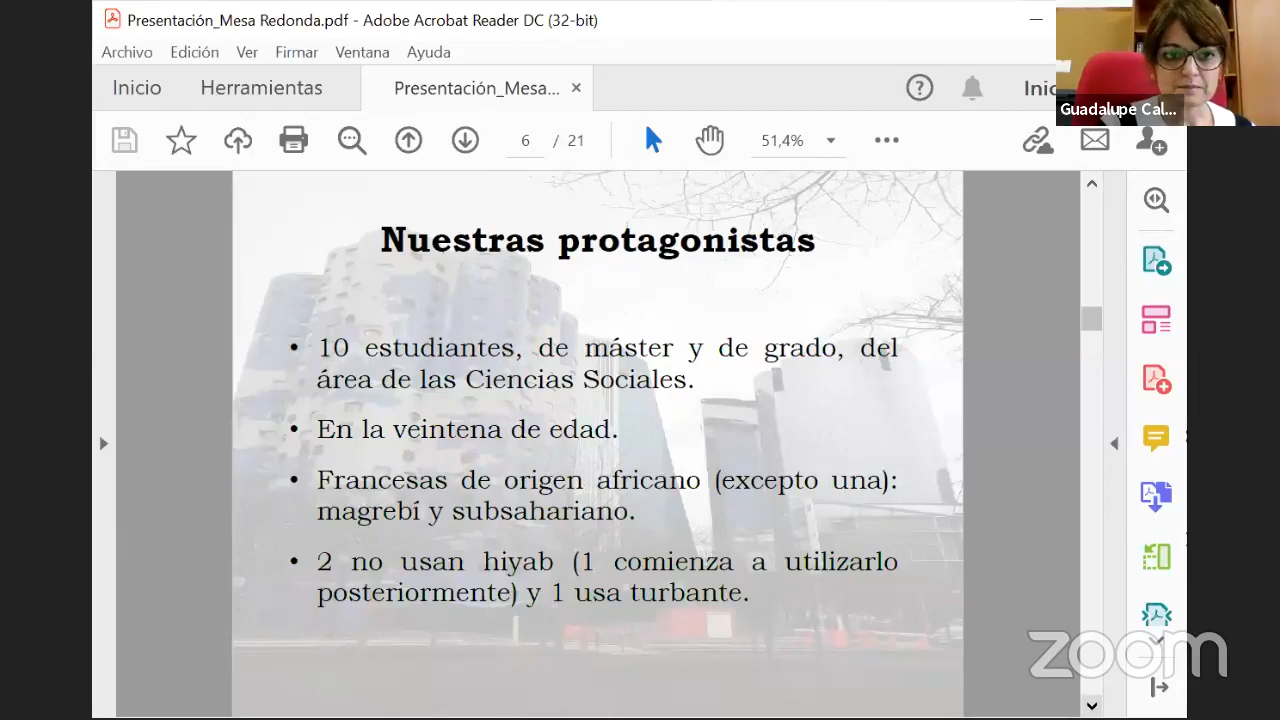 Presentación_Mesa Redonda.pdf - Adobe Acrobat Reader DC (32-bit)
Archivo Edición Ver Firmar Ventana Ayuda
Inicio Herramientas Presentación_Mesa... × Inic
6 / 21 51,4%
Guadalupe Cal...
Nuestras protagonistas
• 10 estudiantes, de máster y de grado, del
área de las Ciencias Sociales.
• En la veintena de edad.
• Francesas de origen africano (excepto una):
magrebí y subsahariano.
• 2 no usan hiyab (1 comienza a utilizarlo
posteriormente) y 1 usa turbante.
zoom